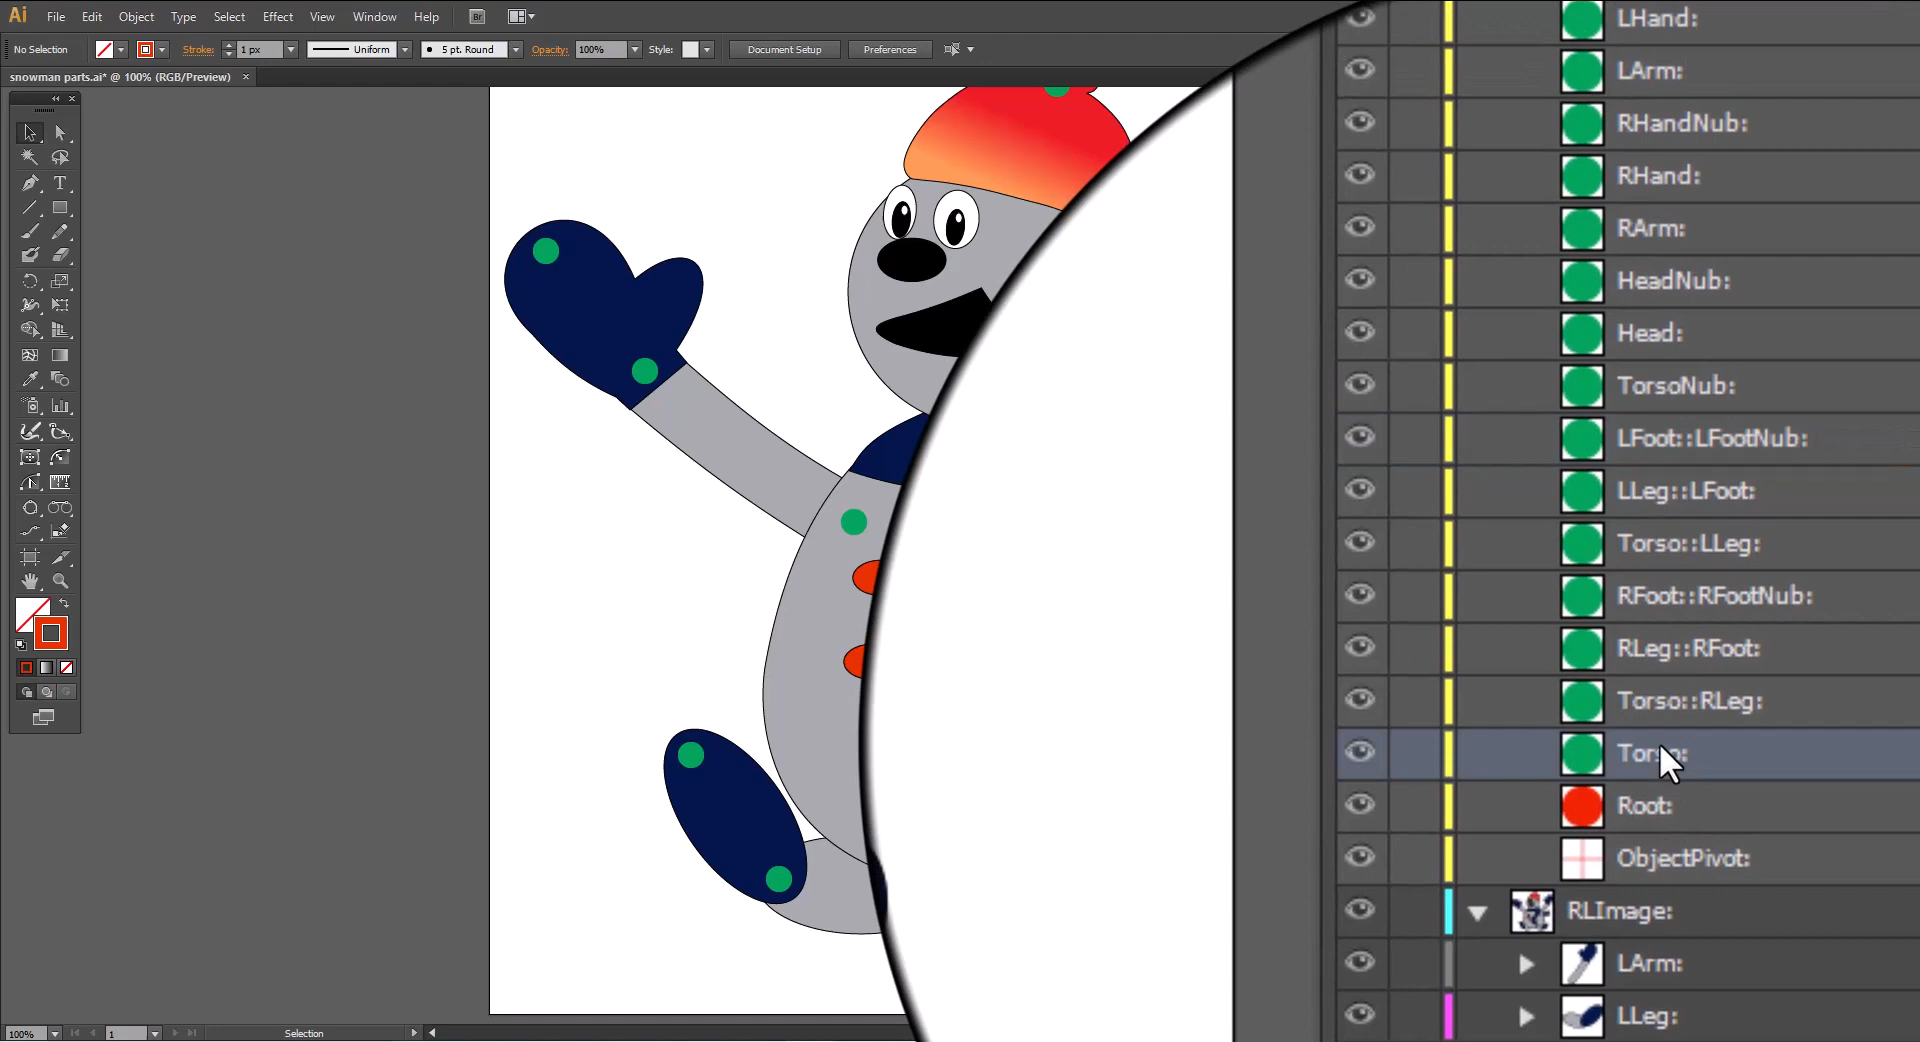 Ai File Edit Object Type Select Effect View Window Help Br
No Selection Stroke: 1 px Uniform 5 pt. Round Opacity: 100% Style: Document Setup Preferences
snowman parts.ai* @ 100% (RGB/Preview) ×
LHand:
LArm:
RHandNub:
RHand:
RArm:
HeadNub:
Head:
TorsoNub:
LFoot::LFootNub:
LLeg::LFoot:
Torso::LLeg:
RFoot::RFootNub:
RLeg::RFoot:
Torso::RLeg:
Torso:
Root:
ObjectPivot:
RLImage:
LArm:
LLeg:
100% 1 Selection